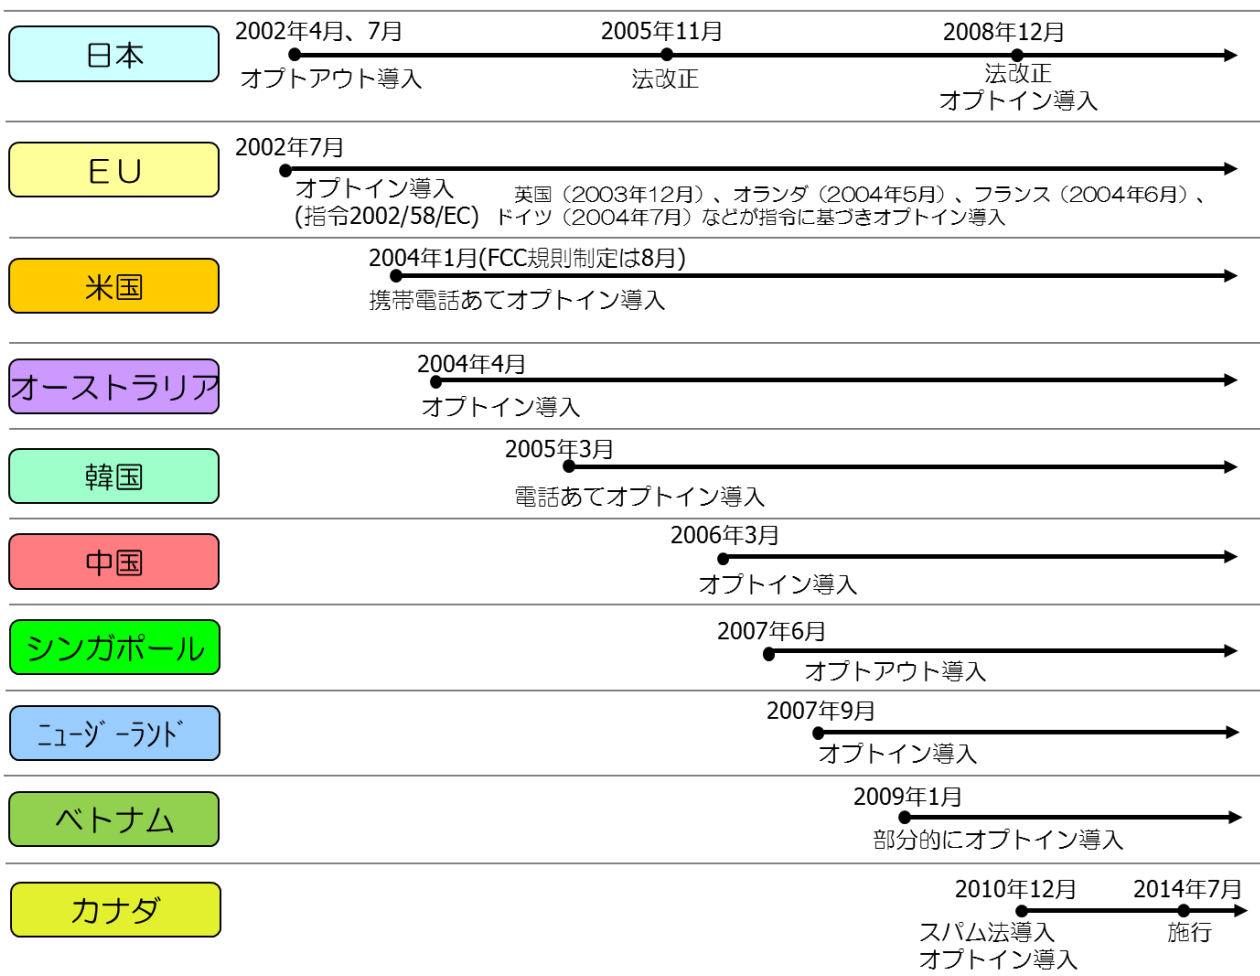 日本
2002年4月、7月
オプトアウト導入
2005年11月
法改正
2008年12月
法改正
オプトイン導入
ＥＵ
2002年7月
オプトイン導入
(指令2002/58/EC)
英国（2003年12月）、オランダ（2004年5月）、フランス（2004年6月）、
ドイツ（2004年7月）などが指令に基づきオプトイン導入
米国
2004年1月(FCC規則制定は8月)
携帯電話あてオプトイン導入
オーストラリア
2004年4月
オプトイン導入
韓国
2005年3月
電話あてオプトイン導入
中国
2006年3月
オプトイン導入
シンガポール
2007年6月
オプトアウト導入
ﾆｭｰｼﾞｰﾗﾝﾄﾞ
2007年9月
オプトイン導入
ベトナム
2009年1月
部分的にオプトイン導入
カナダ
2010年12月
スパム法導入
オプトイン導入
2014年7月
施行